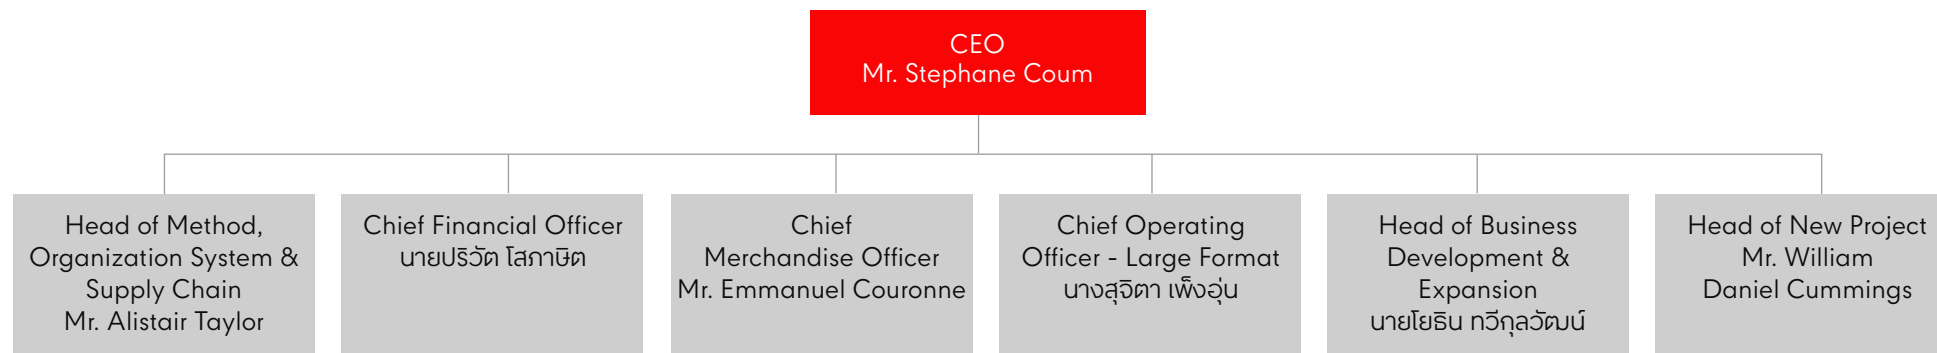 CEO
Mr. Stephane Coum
Head of Method,
Organization System &
Supply Chain
Mr. Alistair Taylor
Chief Financial Officer
นายปริวัต โสภาษิต
Chief
Merchandise Officer
Mr. Emmanuel Couronne
Chief Operating
Officer - Large Format
นางสุจิตา เพ็งอุ่น
Head of Business
Development &
Expansion
นายโยธิน ทวีกุลวัฒน์
Head of New Project
Mr. William
Daniel Cummings